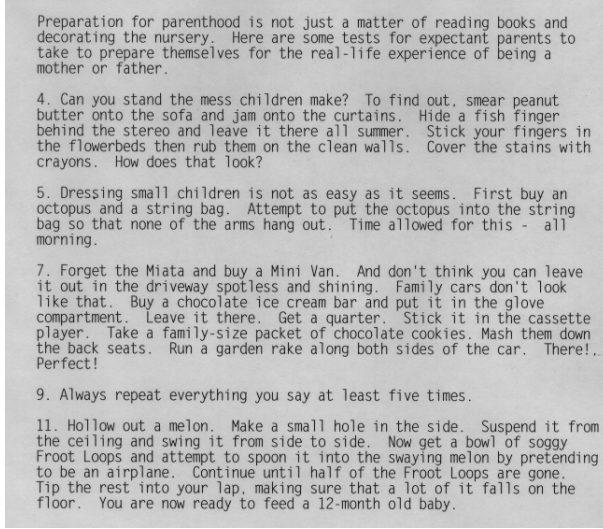 Preparation for parenthood is not just a matter of reading books and
decorating the nursery.  Here are some tests for expectant parents to
take to prepare themselves for the real-life experience of being a
mother or father.
4. Can you stand the mess children make?  To find out, smear peanut
butter onto the sofa and jam onto the curtains.  Hide a fish finger
behind the stereo and leave it there all summer.  Stick your fingers in
the flowerbeds then rub them on the clean walls.  Cover the stains with
crayons.  How does that look?
5. Dressing small children is not as easy as it seems.  First buy an
octopus and a string bag.  Attempt to put the octopus into the string
bag so that none of the arms hang out.  Time allowed for this -  all
morning.
7. Forget the Miata and buy a Mini Van.  And don't think you can leave
it out in the driveway spotless and shining.  Family cars don't look
like that.  Buy a chocolate ice cream bar and put it in the glove
compartment.  Leave it there.  Get a quarter.  Stick it in the cassette
player.  Take a family-size packet of chocolate cookies. Mash them down
the back seats.  Run a garden rake along both sides of the car.  There!.
Perfect!
9. Always repeat everything you say at least five times.
11. Hollow out a melon.  Make a small hole in the side.  Suspend it from
the ceiling and swing it from side to side.  Now get a bowl of soggy
Froot Loops and attempt to spoon it into the swaying melon by pretending
to be an airplane.  Continue until half of the Froot Loops are gone.
Tip the rest into your lap, making sure that a lot of it falls on the
floor.  You are now ready to feed a 12-month old baby.